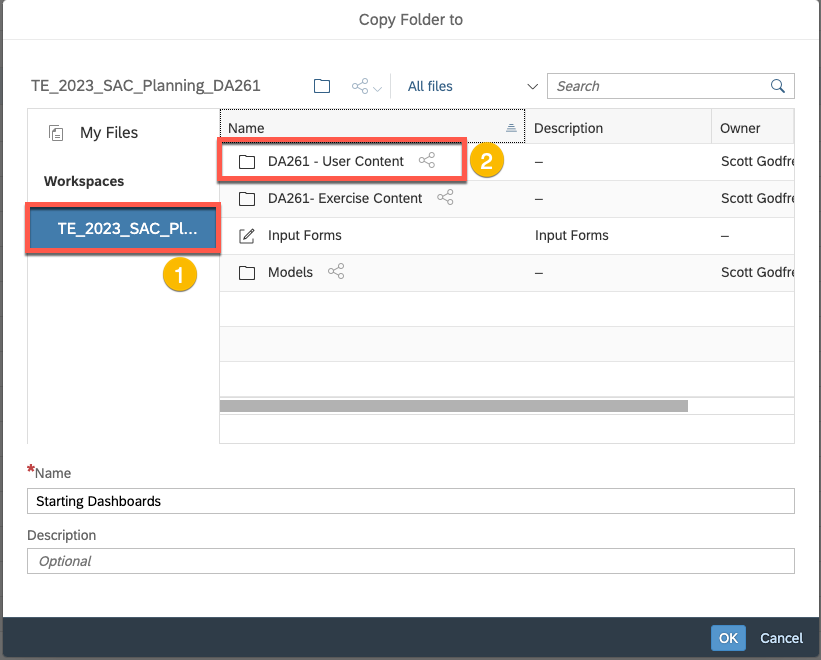 Copy Folder to
TE_2023_SAC_Planning_DA261
All files
Search
My Files
Workspaces
TE_2023_SAC_Pl...
1
Name
Description
Owner
DA261 - User Content
2
–
Scott Godfre
DA261- Exercise Content
–
Scott Godfre
Input Forms
Input Forms
–
Models
–
Scott Godfre
*Name
Starting Dashboards
Description
Optional
OK
Cancel